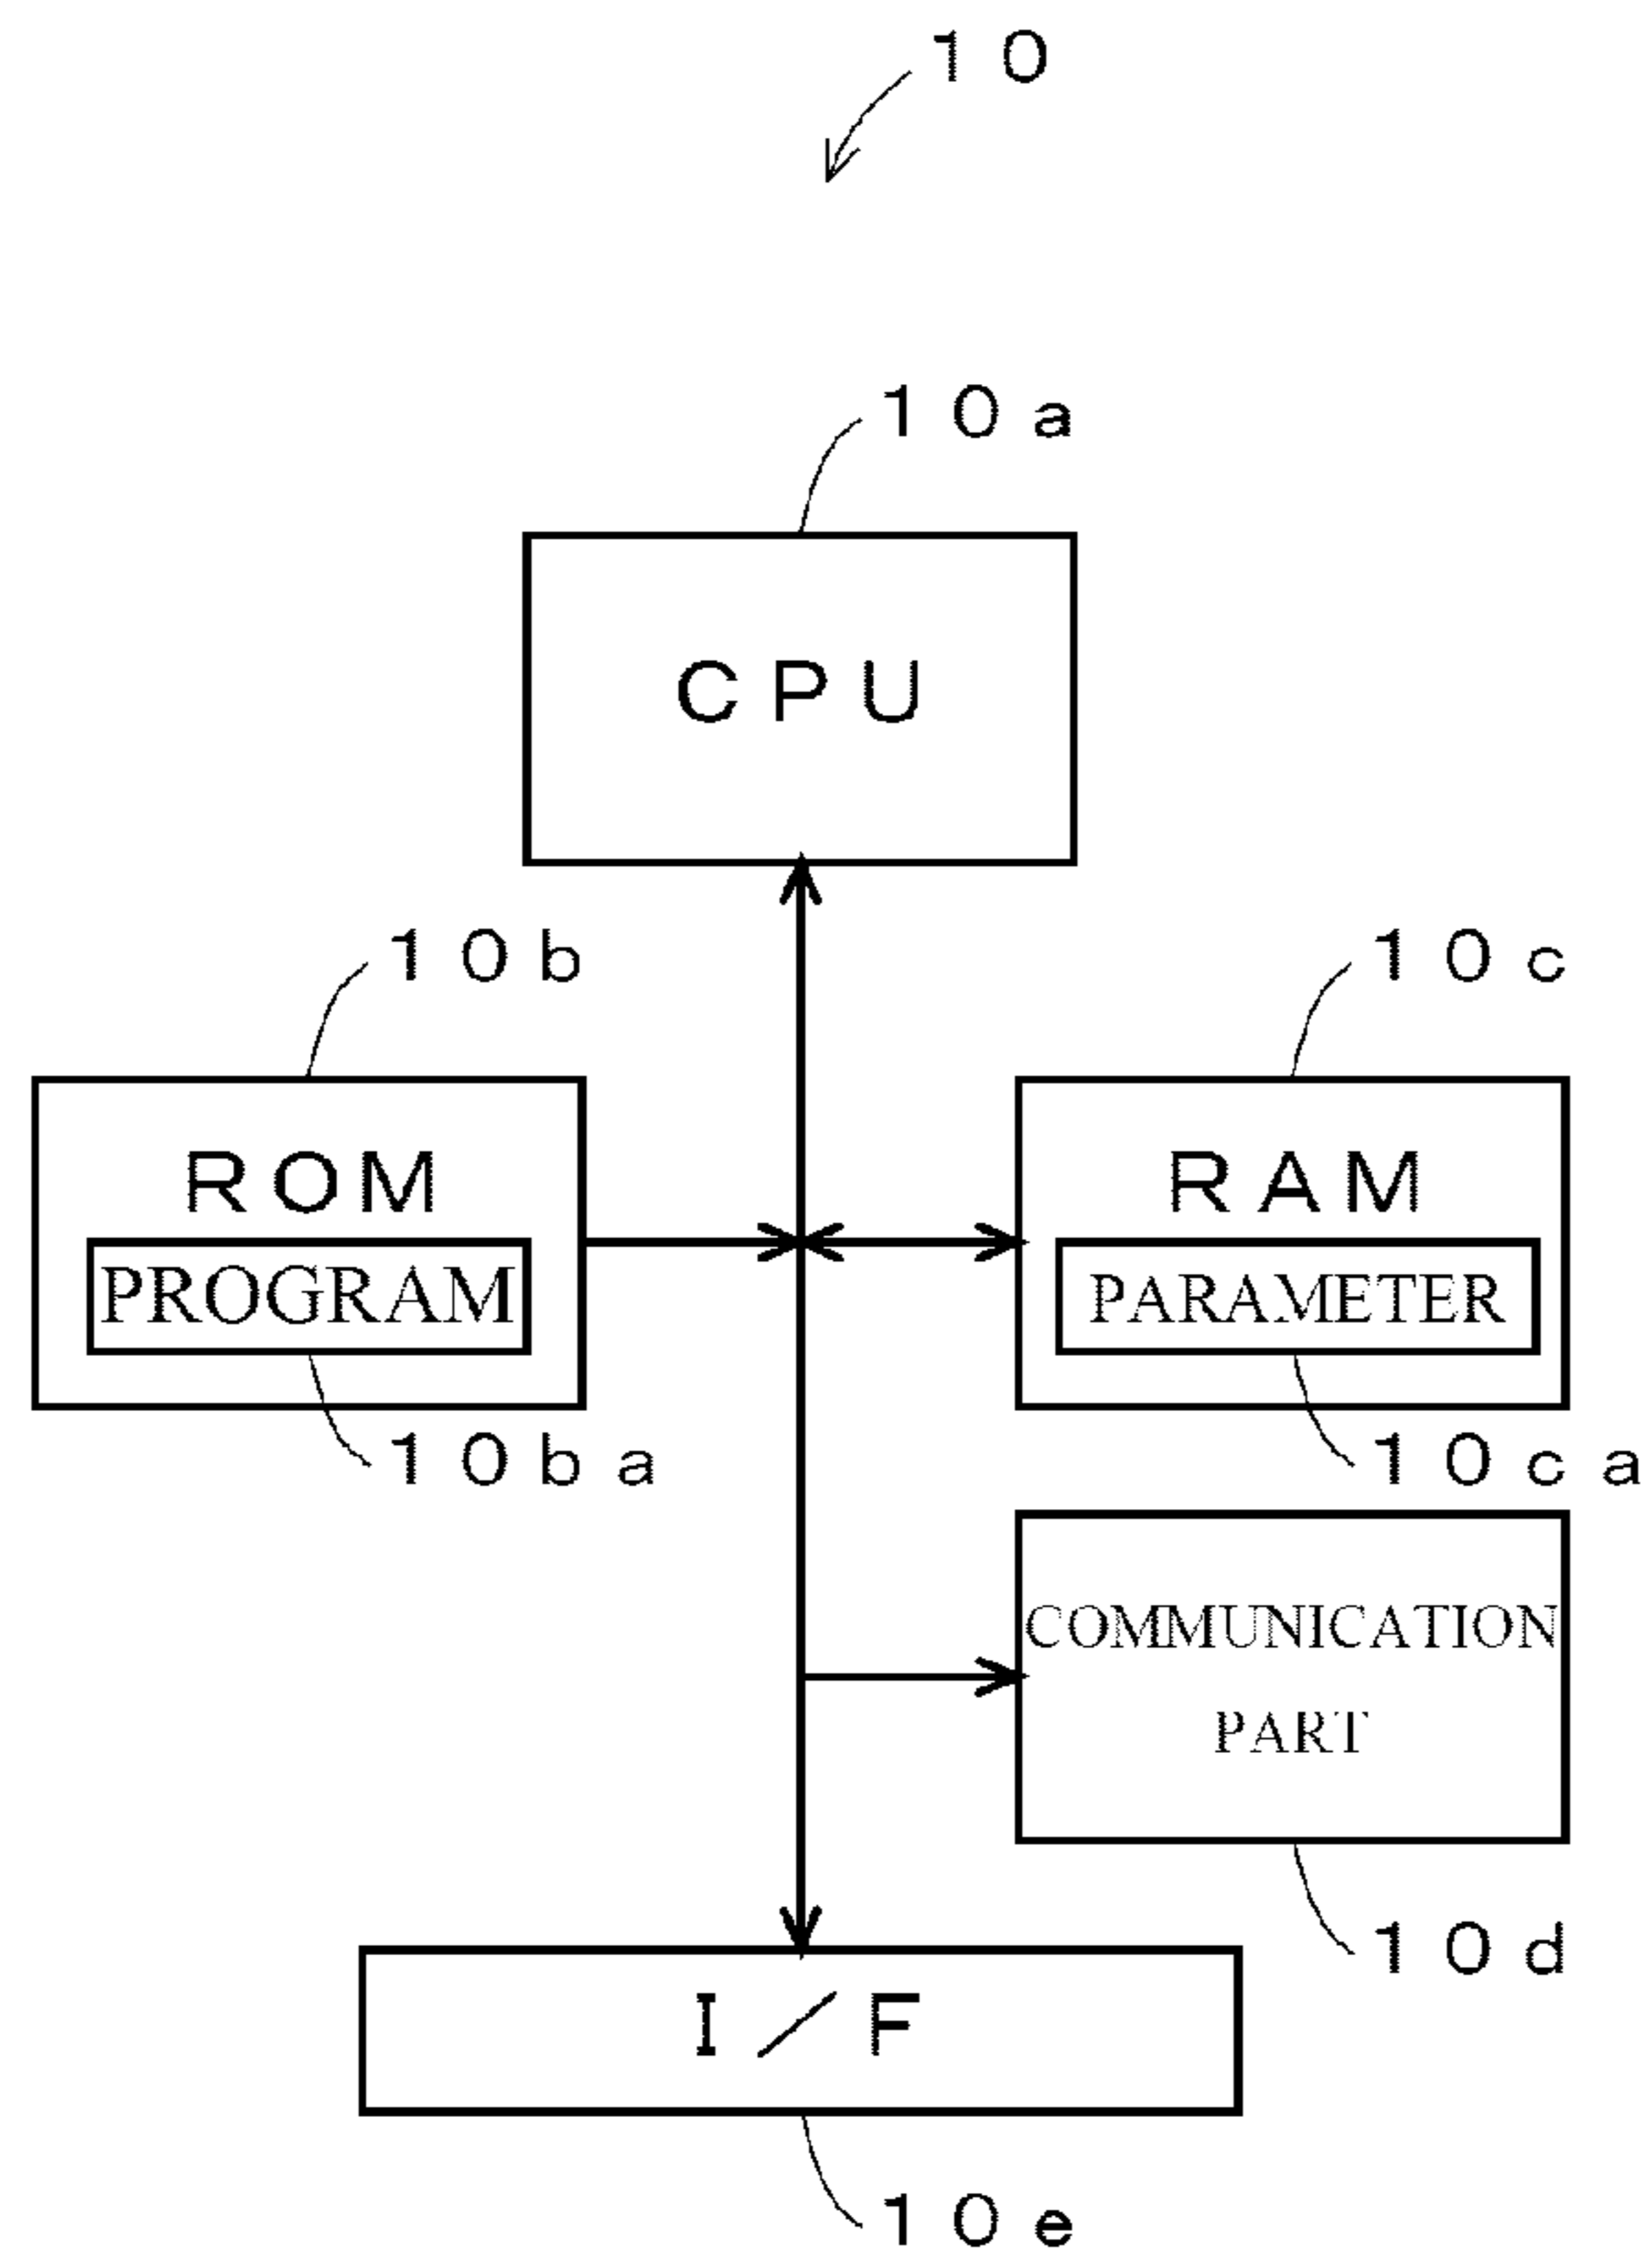 10
10a
CPU
10b
10c
ROM
RAM
PROGRAM
PARAMETER
10ba
10ca
COMMUNICATION
PART
10d
I/F
10e